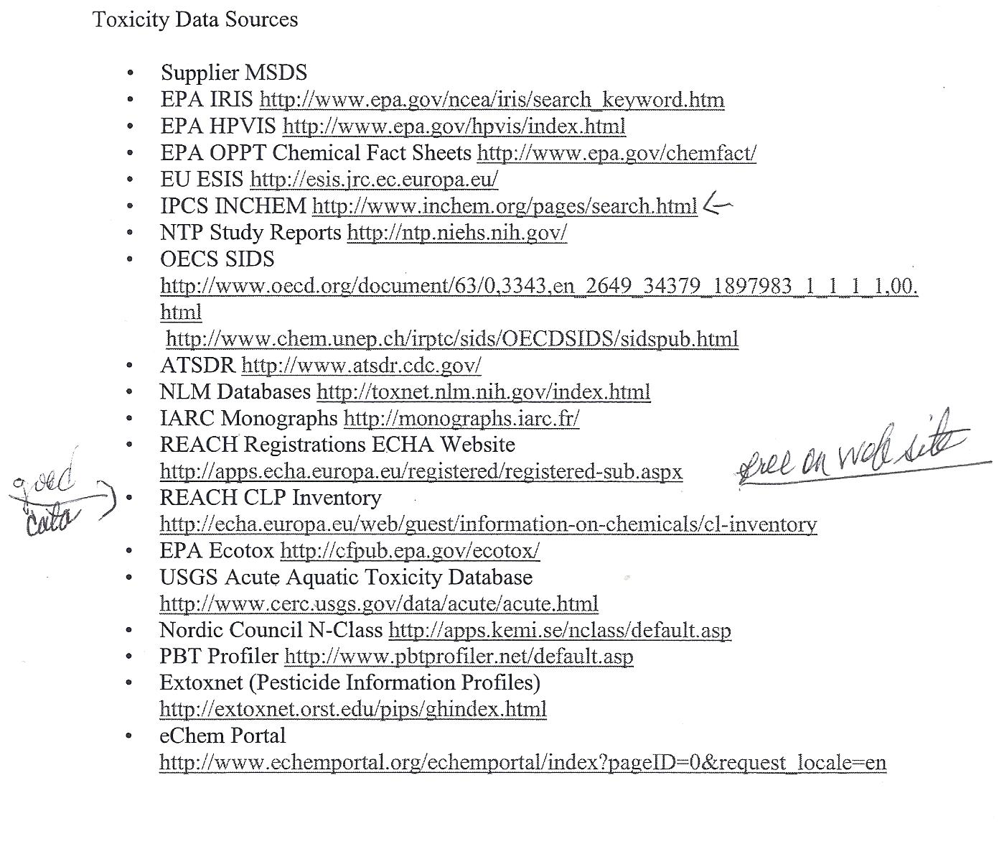 Toxicity Data Sources
• Supplier MSDS
• EPA IRIS http://www.epa.gov/ncea/iris/search_keyword.htm
• EPA HPVIS http://www.epa.gov/hpvis/index.html
• EPA OPPT Chemical Fact Sheets http://www.epa.gov/chemfact/
• EU ESIS http://esis.jrc.ec.europa.eu/
• IPCS INCHEM http://www.inchem.org/pages/search.html ←
• NTP Study Reports http://ntp.niehs.nih.gov/
• OECS SIDS
http://www.oecd.org/document/63/0,3343,en_2649_34379_1897983_1_1_1_1,00.
html
http://www.chem.unep.ch/irptc/sids/OECDSIDS/sidspub.html
• ATSDR http://www.atsdr.cdc.gov/
• NLM Databases http://toxnet.nlm.nih.gov/index.html
• IARC Monographs http://monographs.iarc.fr/
• REACH Registrations ECHA Website
http://apps.echa.europa.eu/registered/registered-sub.aspx
free on web site
good
data
• REACH CLP Inventory
http://echa.europa.eu/web/guest/information-on-chemicals/cl-inventory
• EPA Ecotox http://cfpub.epa.gov/ecotox/
• USGS Acute Aquatic Toxicity Database
http://www.cerc.usgs.gov/data/acute/acute.html
• Nordic Council N-Class http://apps.kemi.se/nclass/default.asp
• PBT Profiler http://www.pbtprofiler.net/default.asp
• Extoxnet (Pesticide Information Profiles)
http://extoxnet.orst.edu/pips/ghindex.html
• eChem Portal
http://www.echemportal.org/echemportal/index?pageID=0&request_locale=en